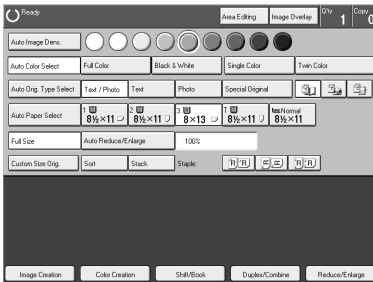 Ready Area Editing Image Overlay Q'ty 1 Copy 0
Auto Image Dens.
Auto Color Select Full Color Black & White Single Color Twin Color
Auto Orig. Type Select Text / Photo Text Photo Special Original
Auto Paper Select 1 8½×11 2 8½×11 3 8×13 T 8½×11 Normal 8½×11
Full Size Auto Reduce/Enlarge 100%
Custom Size Orig. Sort Stack Staple: R R R R R R
Image Creation Color Creation Shift/Book Duplex/Combine Reduce/Enlarge